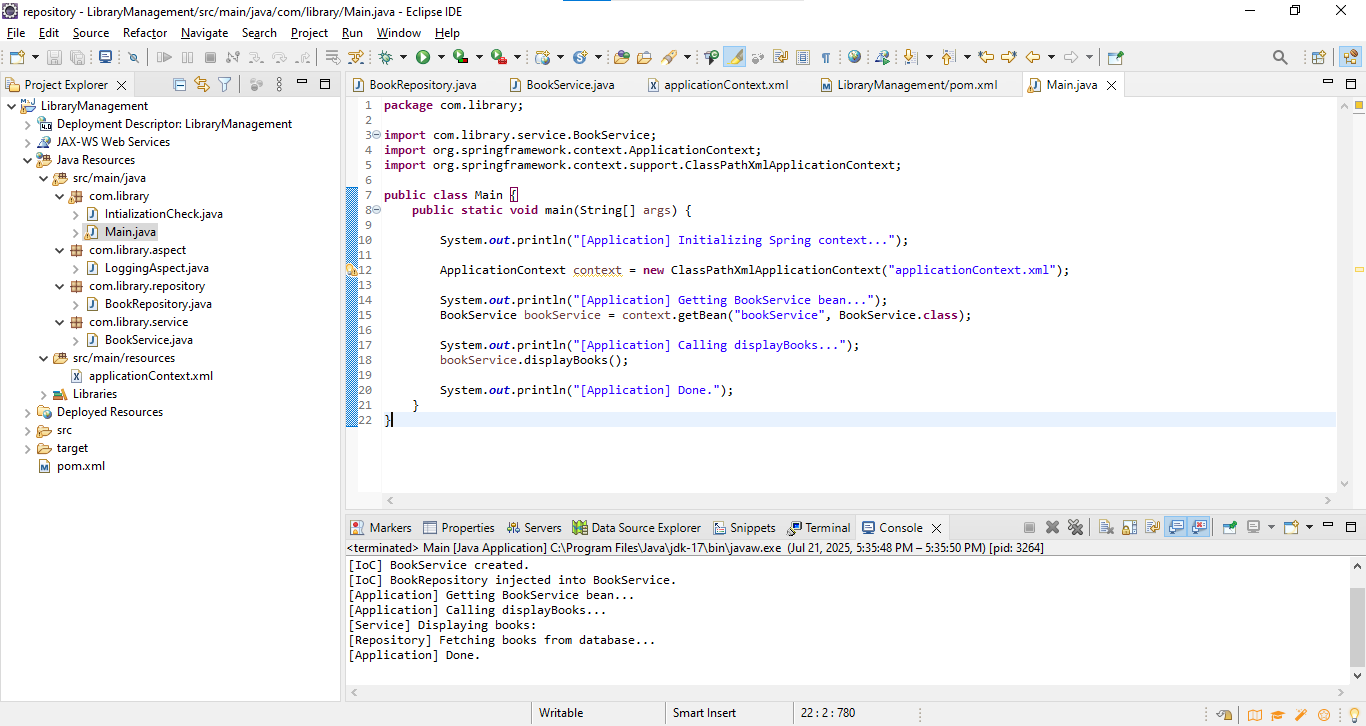 repository - LibraryManagement/src/main/java/com/library/Main.java - Eclipse IDE
File Edit Source Refactor Navigate Search Project Run Window Help
Project Explorer
LibraryManagement
Deployment Descriptor: LibraryManagement
JAX-WS Web Services
Java Resources
src/main/java
com.library
IntializationCheck.java
Main.java
com.library.aspect
LoggingAspect.java
com.library.repository
BookRepository.java
com.library.service
BookService.java
src/main/resources
applicationContext.xml
Libraries
Deployed Resources
src
target
pom.xml
BookRepository.java BookService.java applicationContext.xml LibraryManagement/pom.xml Main.java
1 package com.library;
2
3 import com.library.service.BookService;
4 import org.springframework.context.ApplicationContext;
5 import org.springframework.context.support.ClassPathXmlApplicationContext;
6
7 public class Main {
8     public static void main(String[] args) {
9
10         System.out.println("[Application] Initializing Spring context...");
11
12         ApplicationContext context = new ClassPathXmlApplicationContext("applicationContext.xml");
13
14         System.out.println("[Application] Getting BookService bean...");
15         BookService bookService = context.getBean("bookService", BookService.class);
16
17         System.out.println("[Application] Calling displayBooks...");
18         bookService.displayBooks();
19
20         System.out.println("[Application] Done.");
21     }
22 }
Markers Properties Servers Data Source Explorer Snippets Terminal Console
<terminated> Main [Java Application] C:\Program Files\Java\jdk-17\bin\javaw.exe (Jul 21, 2025, 5:35:48 PM – 5:35:50 PM) [pid: 3264]
[IoC] BookService created.
[IoC] BookRepository injected into BookService.
[Application] Getting BookService bean...
[Application] Calling displayBooks...
[Service] Displaying books:
[Repository] Fetching books from database...
[Application] Done.
Writable Smart Insert 22 : 2 : 780